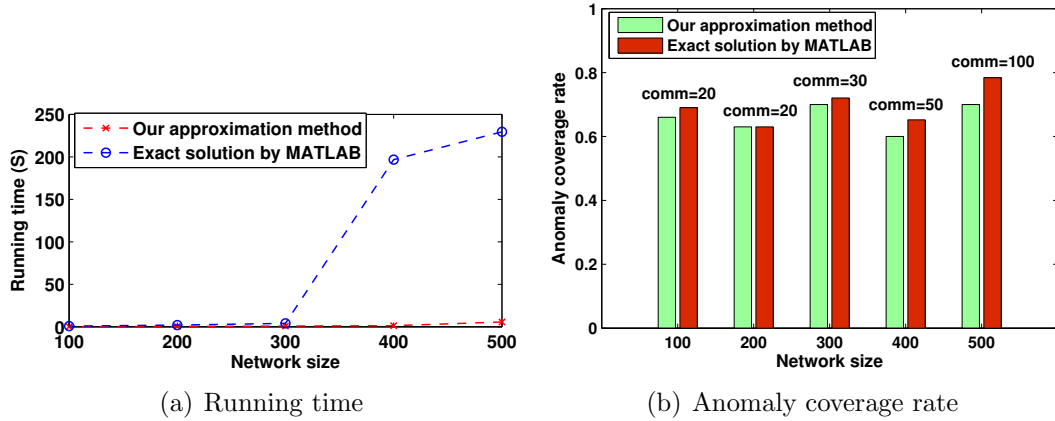 250
200
150
100
50
0
Running time (S)
Our approximation method
Exact solution by MATLAB
100 200 300 400 500
Network size
(a) Running time
1
0.8
0.6
0.4
0.2
0
Anomaly coverage rate
Our approximation method
Exact solution by MATLAB
comm=20
comm=20
comm=30
comm=50
comm=100
100 200 300 400 500
Network size
(b) Anomaly coverage rate